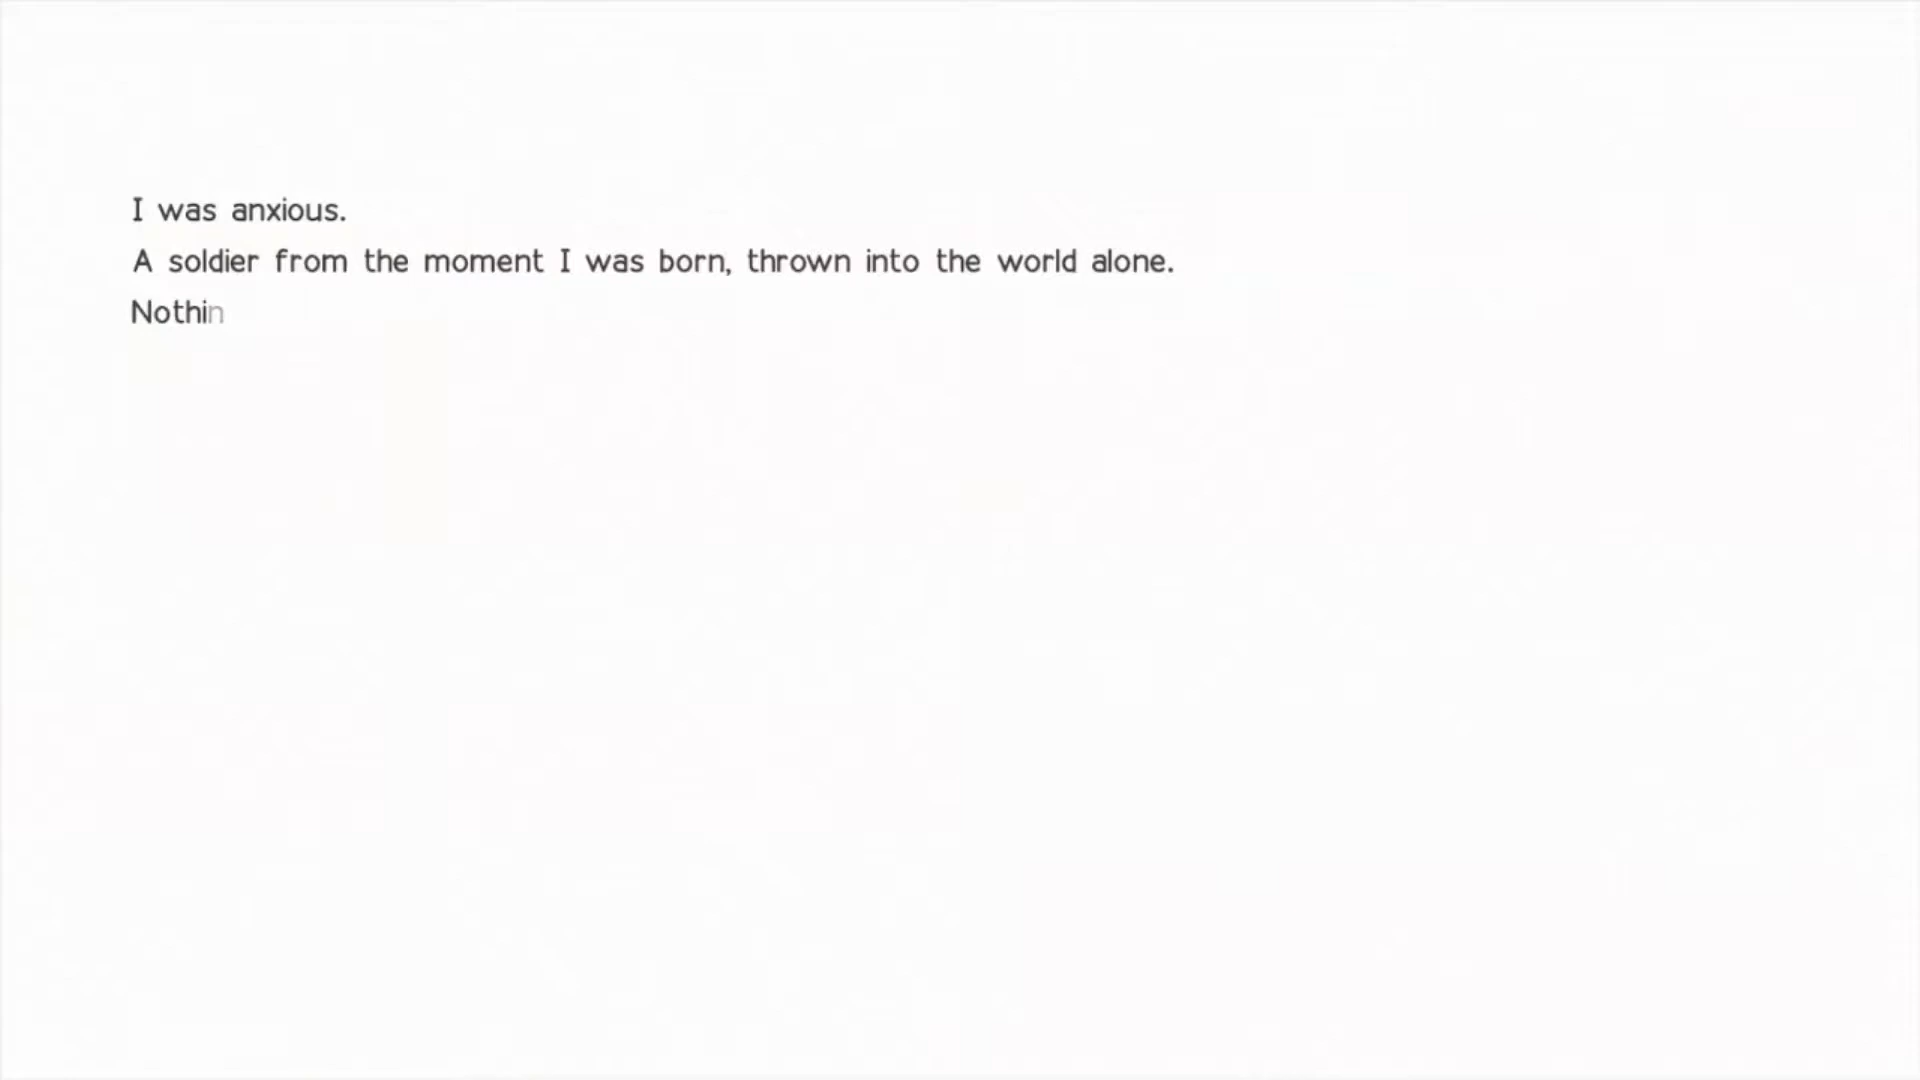 I was anxious.
A soldier from the moment I was born, thrown into the world alone.
Nothin